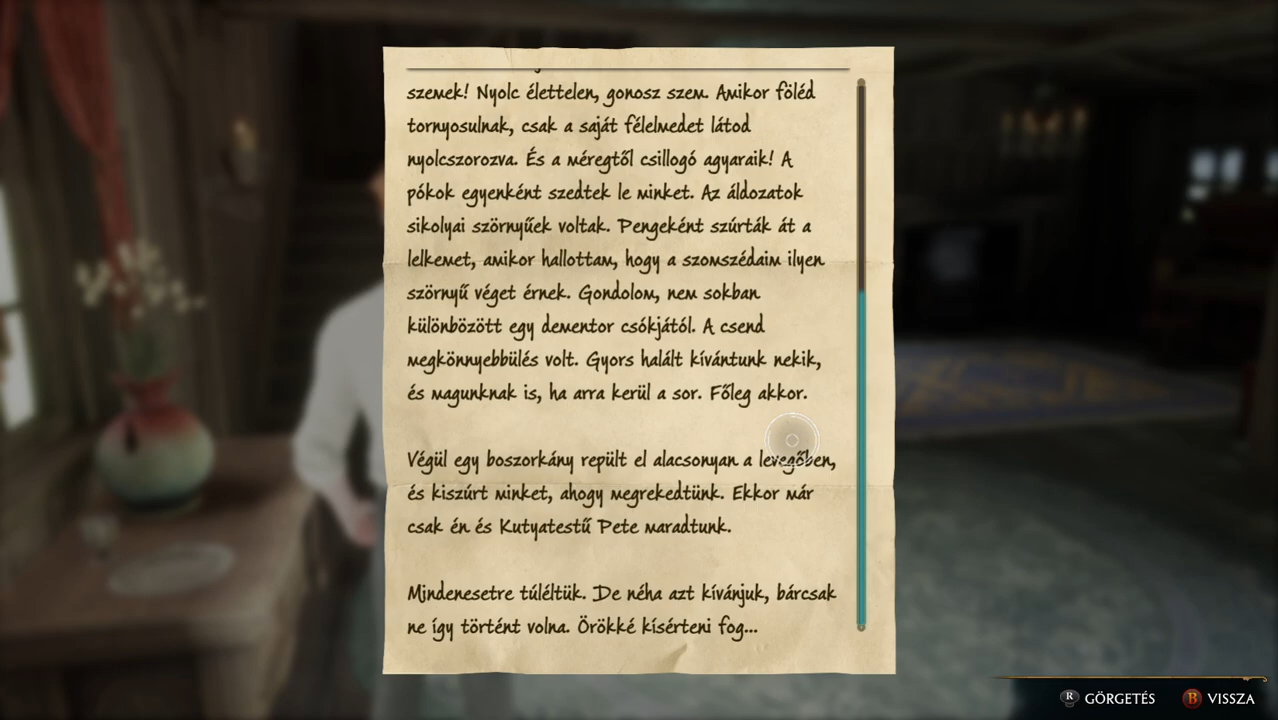 szemek! Nyolc élettelen, gonosz szem. Amikor föléd
tornyosulnak, csak a saját félelmedet látod
nyolcszorozva. És a méregtől csillogó agyaraik! A
pókok egyenként szedtek le minket. Az áldozatok
sikolyai szörnyűek voltak. Pengeként szúrták át a
lelkemet, amikor hallottam, hogy a szomszédaim ilyen
szörnyű véget érnek. Gondolom, nem sokban
különbözött egy dementor csókjától. A csend
megkönnyebbülés volt. Gyors halált kívántunk nekik,
és magunknak is, ha arra kerül a sor. Főleg akkor.
Végül egy boszorkány repült el alacsonyan a levegőben,
és kiszúrt minket, ahogy megrekedtünk. Ekkor már
csak én és Kutyatestű Pete maradtunk.
Mindenesetre túléltük. De néha azt kívánjuk, bárcsak
ne így történt volna. Örökké kísérteni fog...
R GÖRGETÉS B VISSZA